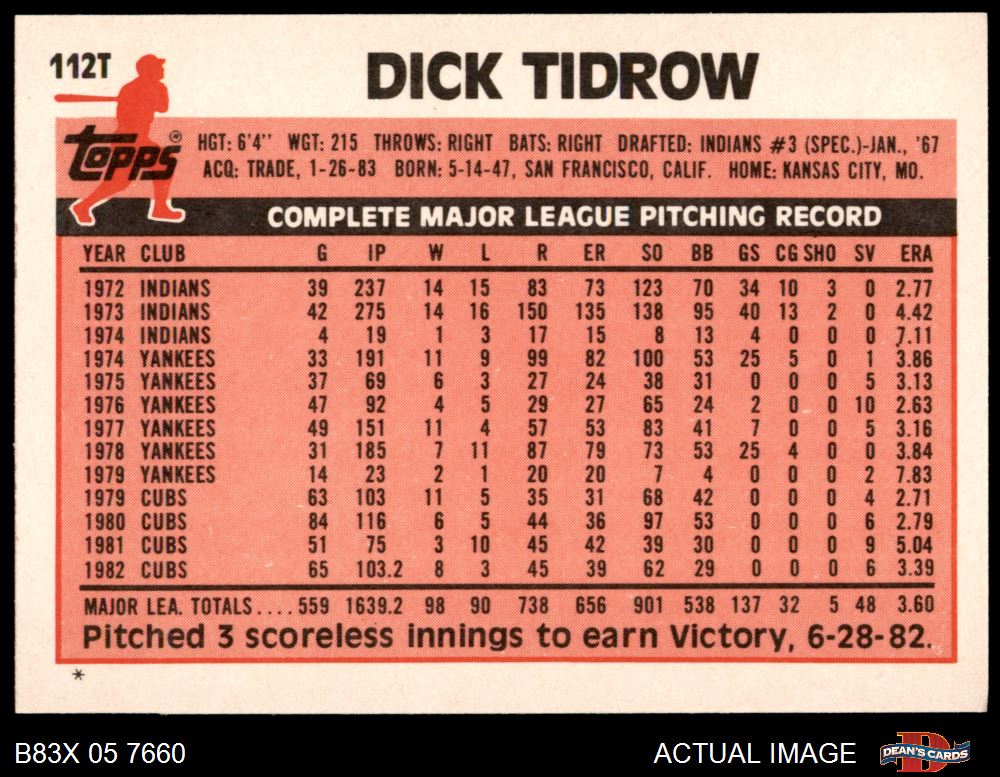 112T
DICK TIDROW
Topps®
HGT: 6'4" WGT: 215 THROWS: RIGHT BATS: RIGHT DRAFTED: INDIANS #3 (SPEC.)-JAN., '67
ACQ: TRADE, 1-26-83 BORN: 5-14-47, SAN FRANCISCO, CALIF. HOME: KANSAS CITY, MO.
COMPLETE MAJOR LEAGUE PITCHING RECORD
YEAR CLUB G IP W L R ER SO BB GS CG SHO SV ERA
1972 INDIANS 39 237 14 15 83 73 123 70 34 10 3 0 2.77
1973 INDIANS 42 275 14 16 150 135 138 95 40 13 2 0 4.42
1974 INDIANS 4 19 1 3 17 15 8 13 4 0 0 0 7.11
1974 YANKEES 33 191 11 9 99 82 100 53 25 5 0 1 3.86
1975 YANKEES 37 69 6 3 27 24 38 31 0 0 0 5 3.13
1976 YANKEES 47 92 4 5 29 27 65 24 2 0 0 10 2.63
1977 YANKEES 49 151 11 4 57 53 83 41 7 0 0 5 3.16
1978 YANKEES 31 185 7 11 87 79 73 53 25 4 0 0 3.84
1979 YANKEES 14 23 2 1 20 20 7 4 0 0 0 2 7.83
1979 CUBS 63 103 11 5 35 31 68 42 0 0 0 4 2.71
1980 CUBS 84 116 6 5 44 36 97 53 0 0 0 6 2.79
1981 CUBS 51 75 3 10 45 42 39 30 0 0 0 9 5.04
1982 CUBS 65 103.2 8 3 45 39 62 29 0 0 0 6 3.39
MAJOR LEA. TOTALS....559 1639.2 98 90 738 656 901 538 137 32 5 48 3.60
Pitched 3 scoreless innings to earn Victory, 6-28-82.
*
B83X 05 7660
ACTUAL IMAGE
DEAN'S CARDS